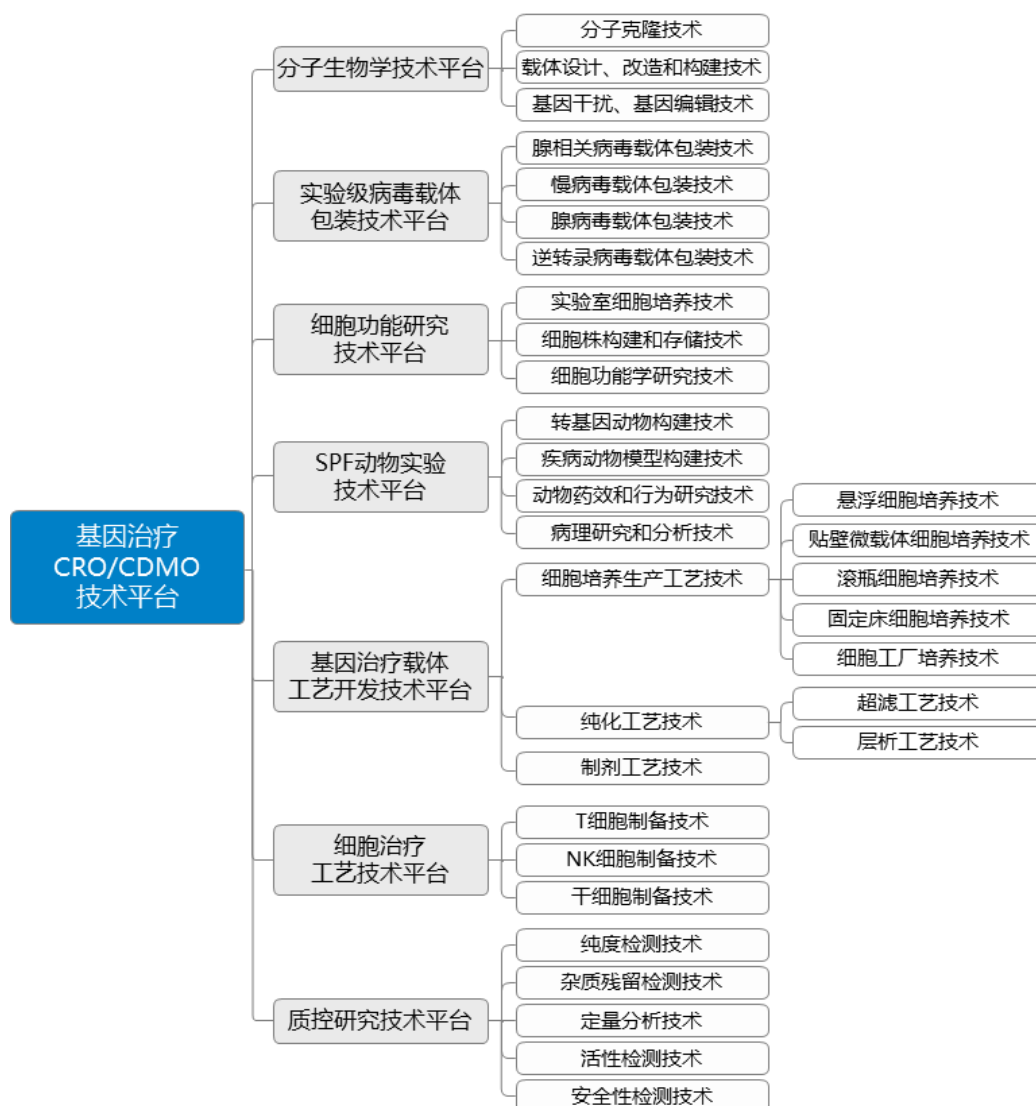 基因治疗
CRO/CDMO
技术平台
分子生物学技术平台
分子克隆技术
载体设计、改造和构建技术
基因干扰、基因编辑技术
实验级病毒载体
包装技术平台
腺相关病毒载体包装技术
慢病毒载体包装技术
腺病毒载体包装技术
逆转录病毒载体包装技术
细胞功能研究
技术平台
实验室细胞培养技术
细胞株构建和存储技术
细胞功能学研究技术
SPF动物实验
技术平台
转基因动物构建技术
疾病动物模型构建技术
动物药效和行为研究技术
病理研究和分析技术
基因治疗载体
工艺开发技术平台
细胞培养生产工艺技术
悬浮细胞培养技术
贴壁微载体细胞培养技术
滚瓶细胞培养技术
固定床细胞培养技术
细胞工厂培养技术
纯化工艺技术
超滤工艺技术
层析工艺技术
制剂工艺技术
细胞治疗
工艺技术平台
T细胞制备技术
NK细胞制备技术
干细胞制备技术
质控研究技术平台
纯度检测技术
杂质残留检测技术
定量分析技术
活性检测技术
安全性检测技术